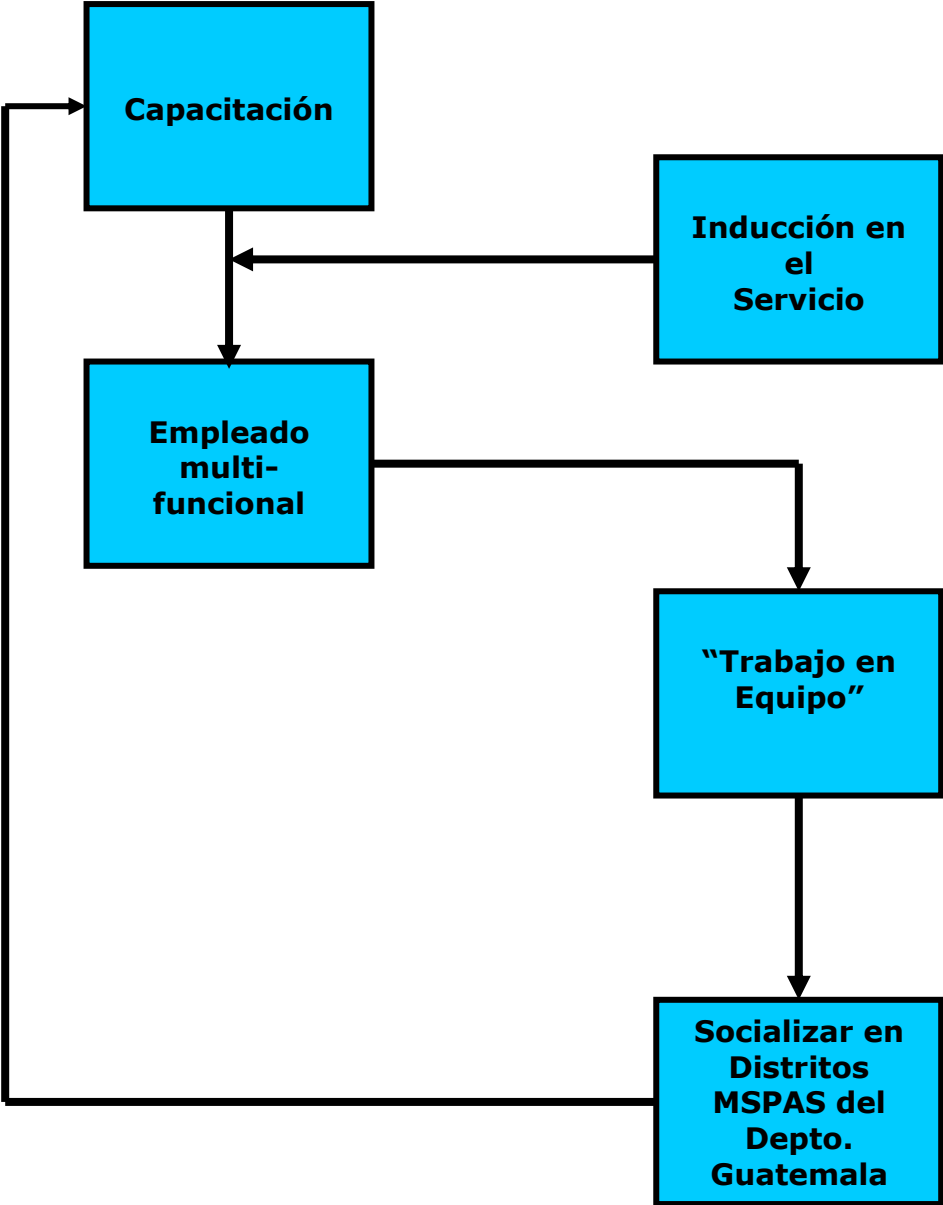 Capacitación
Inducción en
el
Servicio
Empleado
multi-
funcional
“Trabajo en
Equipo”
Socializar en
Distritos
MSPAS del
Depto.
Guatemala